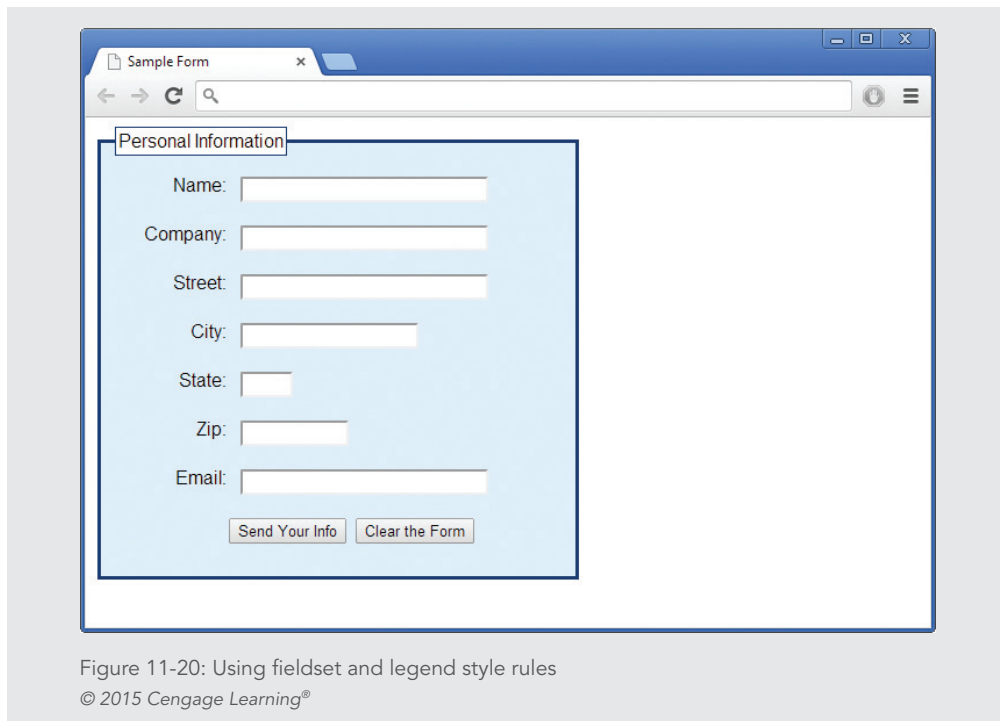 Sample Form
Personal Information
Name:
Company:
Street:
City:
State:
Zip:
Email:
Send Your Info Clear the Form
Figure 11-20: Using fieldset and legend style rules
© 2015 Cengage Learning®